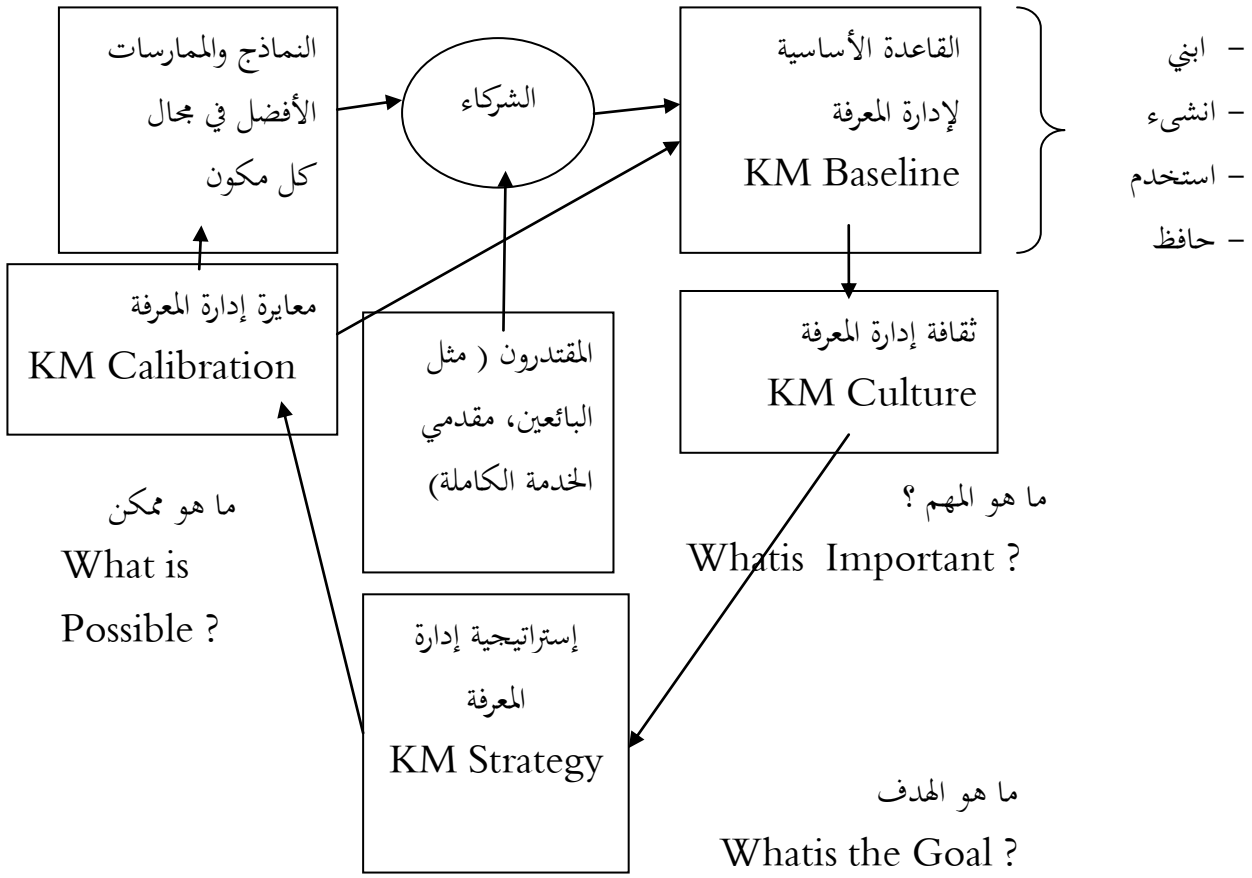 القاعدة الأساسية
لإدارة المعرفة
KM Baseline
– ابني
– انشىء
– استخدم
– حافظ
الشركاء
النماذج والممارسات
الأفضل في مجال
كل مكون
معايرة إدارة المعرفة
KM Calibration
المقتدرون ( مثل
البائعين، مقدمي
الخدمة الكاملة)
ثقافة إدارة المعرفة
KM Culture
ما هو المهم ؟
Whatis Important ?
ما هو ممكن
What is
Possible ?
إستراتيجية إدارة
المعرفة
KM Strategy
ما هو الهدف
Whatis the Goal ?